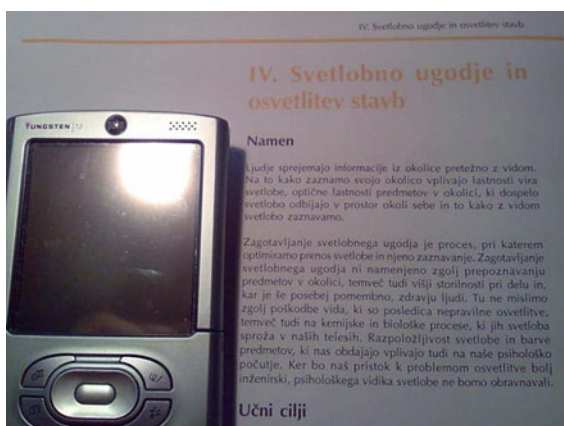 IV. Svetlobno ugodje in osvetlitev stavb
IV. Svetlobno ugodje in
osvetlitev stavb
TUNGSTEN T3
Namen
Ljudje sprejemajo informacije iz okolice pretežno z vidom.
Na to kako zaznamo svojo okolico vplivajo lastnosti vira
svetlobe, optične lastnosti predmetov v okolici, ki dospelo
svetlobo odbijajo v prostor okoli sebe in to kako z vidom
svetlobo zaznavamo.
Zagotavljanje svetlobnega ugodja je proces, pri katerem
optimiramo prenos svetlobe in njeno zaznavanje. Zagotavljanje
svetlobnega ugodja ni namenjeno zgolj prepoznavanju
predmetov v okolici, temveč tudi višji storilnosti pri delu in,
kar je še posebej pomembno, zdravju ljudi. Tu ne mislimo
zgolj poškodbe vida, ki so posledica nepravilne osvetlitve,
temveč tudi na kemijske in biološke procese, ki jih svetloba
sproža v naših telesih. Razpoložljivost svetlobe in barve
predmetov, ki nas obdajajo vplivajo tudi na naše psihološko
počutje. Ker bo naš pristok k problemom osvetlitve bolj
inženirski, psihološkega vidika svetlobe ne bomo obravnavali.
Učni cilji